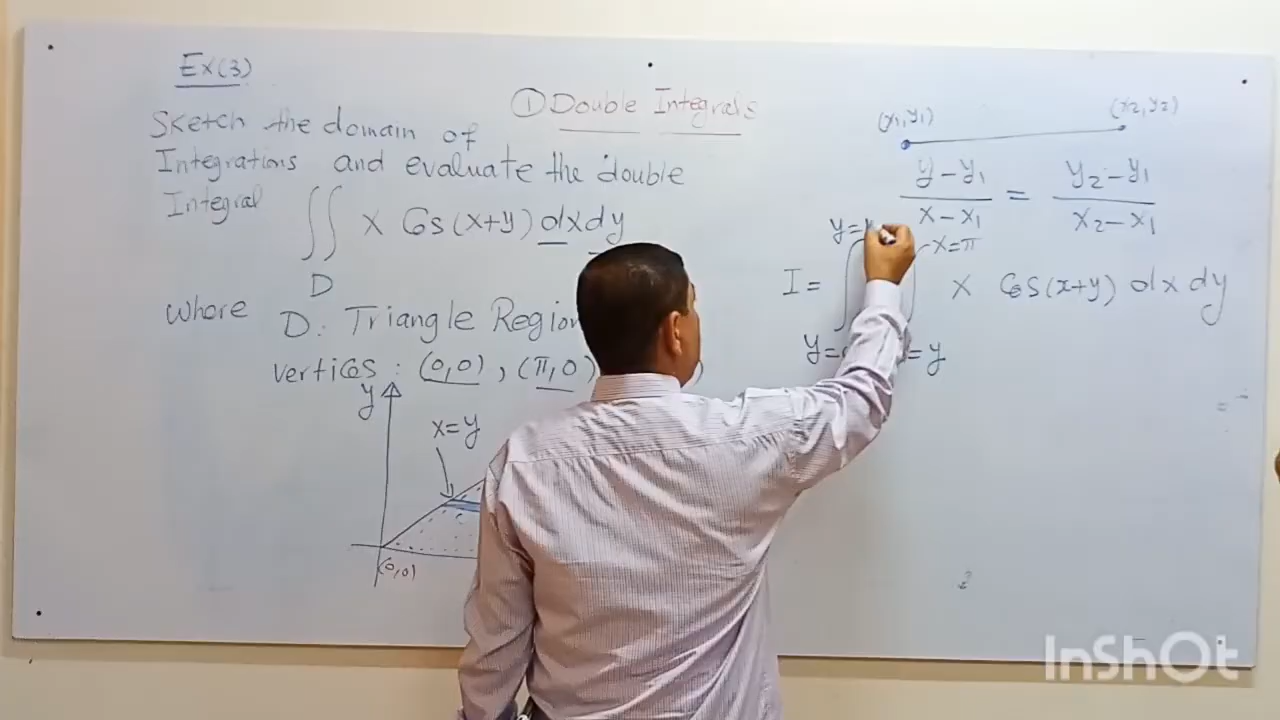 Ex(3)
① Double Integrals
Sketch the domain of
Integrations and evaluate the double
Integral ∬ x Cos(x+y) dx dy
D
where D: Triangle Region
vertices : (0,0), (π,0)
y
x=y
(0,0)
(x1,y1) (x2,y2)
y-y1 / x-x1 = y2-y1 / x2-x1
y= x=π
I= ∫ ∫ x Cos(x+y) dx dy
y= =y
InShOt